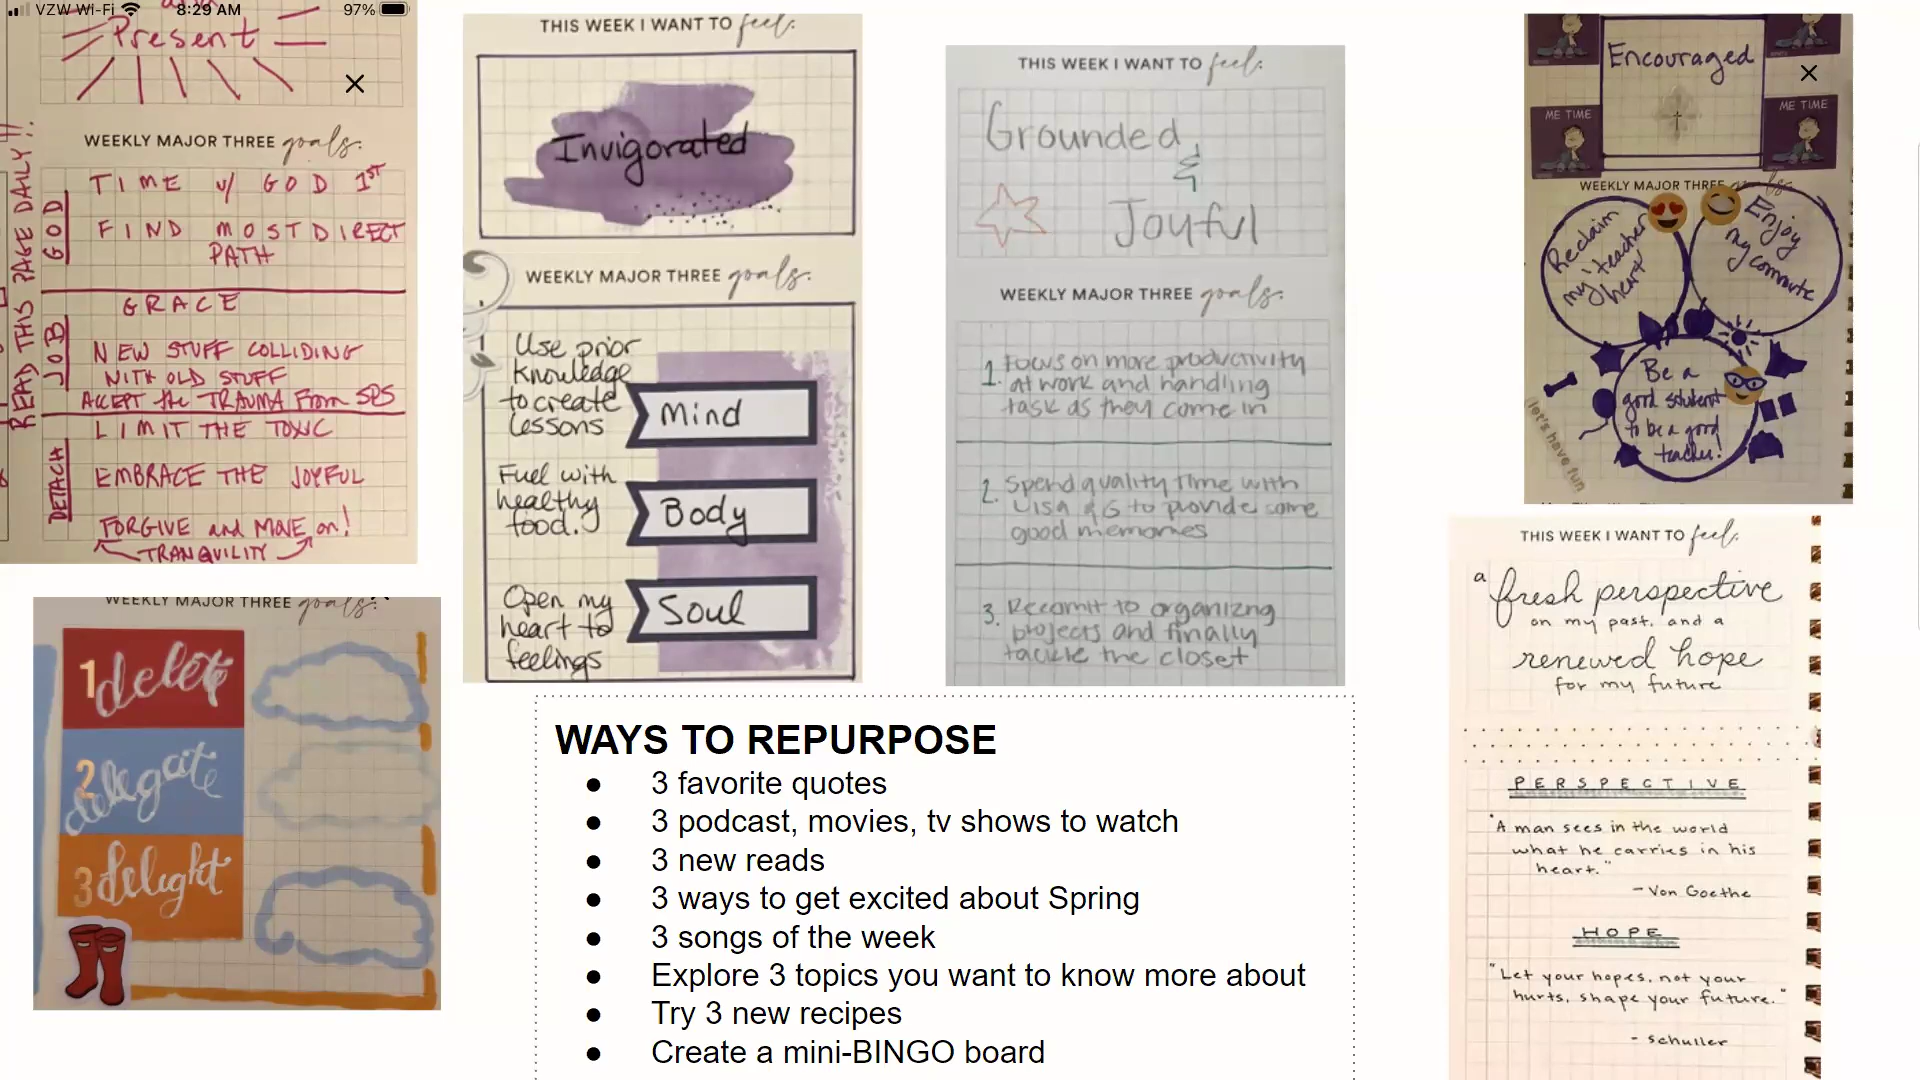 VZW Wi-Fi 8:29 AM 97%
Present
READ THIS PAGE DAILY!!
WEEKLY MAJOR THREE goals:
GOD
TIME w/ GOD 1ST
FIND MOST DIRECT
PATH
JOB
GRACE
NEW STUFF COLLIDING
WITH OLD STUFF
ACCEPT the TRAUMA From SPS
DETACH
LIMIT THE TOXIC
EMBRACE THE JOYFUL
FORGIVE and MOVE on!
TRANQUILITY
WEEKLY MAJOR THREE goals:
1 delete
2 delegate
3 delight
THIS WEEK I WANT TO feel:
Invigorated
WEEKLY MAJOR THREE goals:
Use prior
knowledge
to create
lessons
Mind
Fuel with
healthy
food.
Body
Open my
heart to
feelings
Soul
THIS WEEK I WANT TO feel:
Grounded
&
Joyful
WEEKLY MAJOR THREE goals:
1. Focus on more productivity
at work and handling
task as they come in
2. Spend quality time with
Lisa & G to provide some
good memories
3. Recomit to organizng
projects and finally
tackle the closet
WAYS TO REPURPOSE
● 3 favorite quotes
● 3 podcast, movies, tv shows to watch
● 3 new reads
● 3 ways to get excited about Spring
● 3 songs of the week
● Explore 3 topics you want to know more about
● Try 3 new recipes
● Create a mini-BINGO board
Encouraged
ME TIME
ME TIME
WEEKLY MAJOR THREE goals:
Reclaim
my "teacher
heart"
Enjoy
my commute
Be a
good student
to be a good
teacher!
let's have fun
THIS WEEK I WANT TO feel:
a fresh perspective
on my past, and a
renewed hope
for my future
PERSPECTIVE
"A man sees in the world
what he carries in his
heart."
- Von Goethe
HOPE
"Let your hopes, not your
hurts, shape your future."
- Schuller